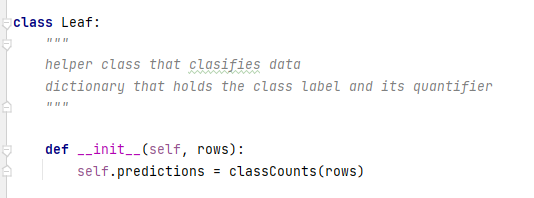 class Leaf:
    """
    helper class that clasifies data
    dictionary that holds the class label and its quantifier
    """
    def __init__(self, rows):
        self.predictions = classCounts(rows)